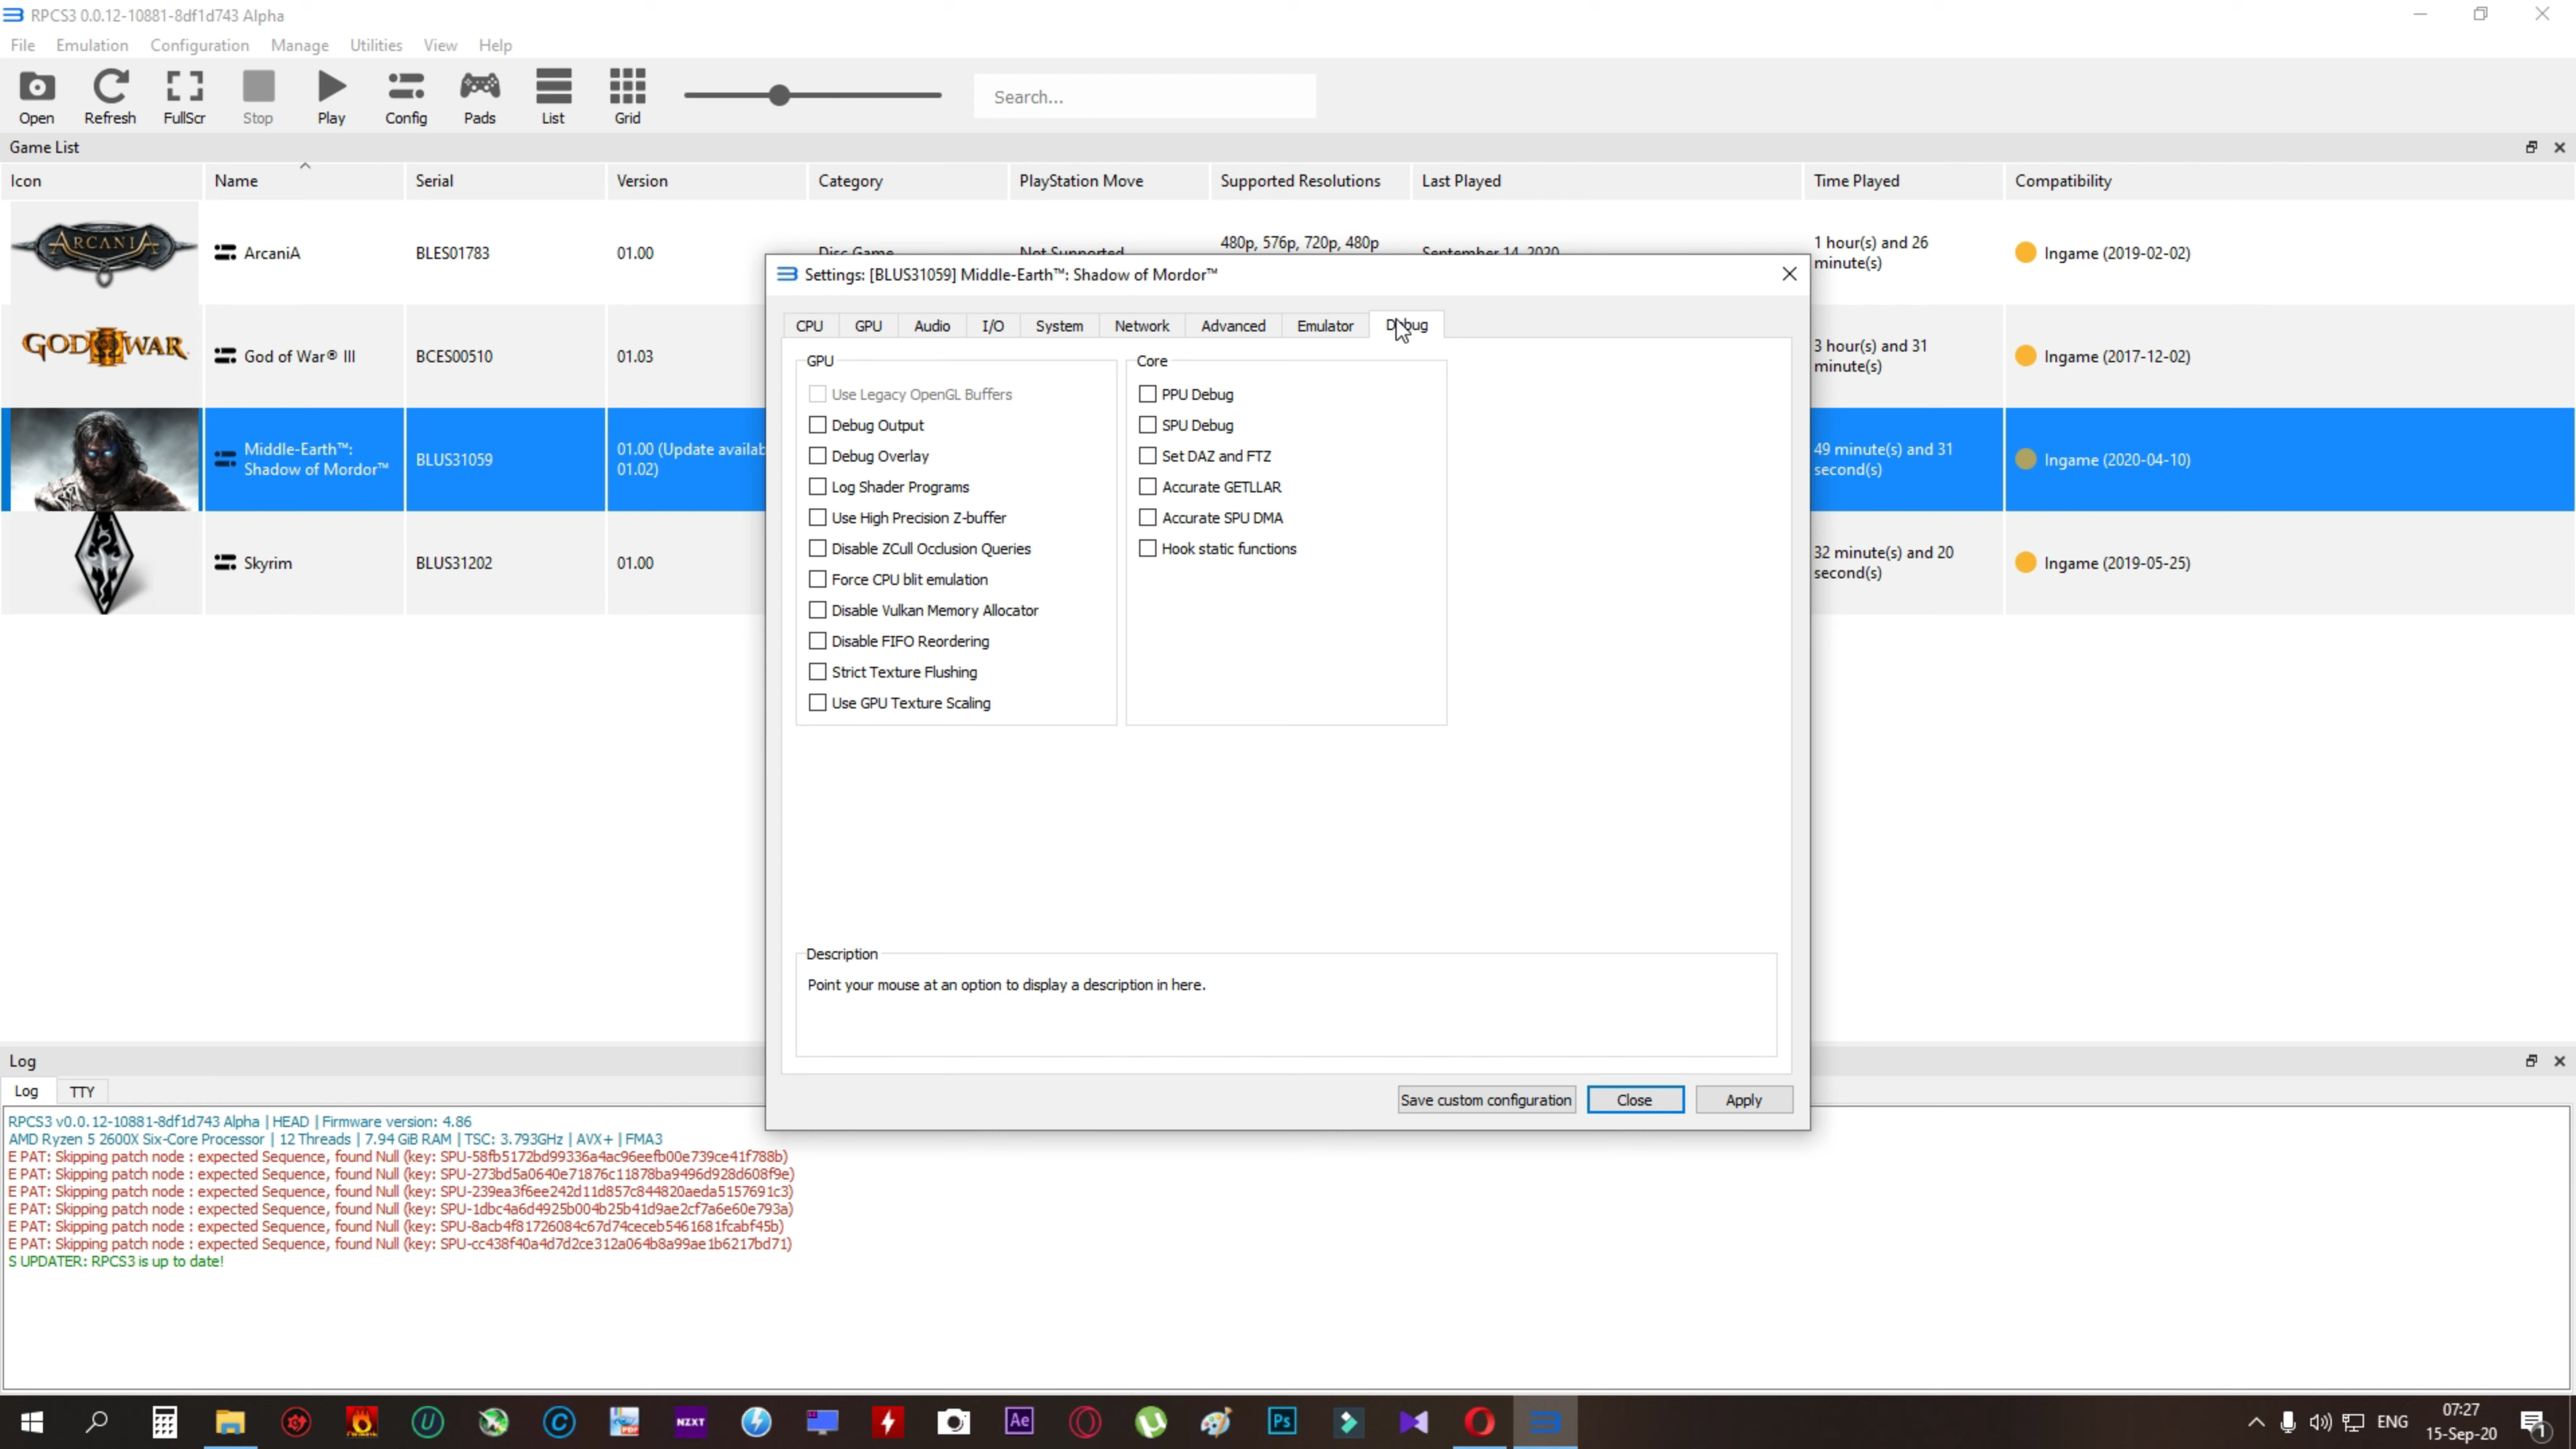 RPCS3 0.0.12-10881-8df1d743 Alpha
File Emulation Configuration Manage Utilities View Help
Open Refresh FullScr Stop Play Config Pads List Grid
Search...
Game List
Icon Name Serial Version Category PlayStation Move Supported Resolutions Last Played Time Played Compatibility
ARCANIA
ArcaniA BLES01783 01.00 Disc Game Not Supported 480p, 576p, 720p, 480p September 14, 2020 1 hour(s) and 26 minute(s) Ingame (2019-02-02)
GOD OF WAR
God of War® III BCES00510 01.03 3 hour(s) and 31 minute(s) Ingame (2017-12-02)
Middle-Earth™: Shadow of Mordor™ BLUS31059 01.00 (Update availab 01.02) 49 minute(s) and 31 second(s) Ingame (2020-04-10)
Skyrim BLUS31202 01.00 32 minute(s) and 20 second(s) Ingame (2019-05-25)
Settings: [BLUS31059] Middle-Earth™: Shadow of Mordor™
CPU GPU Audio I/O System Network Advanced Emulator Debug
GPU
Use Legacy OpenGL Buffers
Debug Output
Debug Overlay
Log Shader Programs
Use High Precision Z-buffer
Disable ZCull Occlusion Queries
Force CPU blit emulation
Disable Vulkan Memory Allocator
Disable FIFO Reordering
Strict Texture Flushing
Use GPU Texture Scaling
Core
PPU Debug
SPU Debug
Set DAZ and FTZ
Accurate GETLLAR
Accurate SPU DMA
Hook static functions
Description
Point your mouse at an option to display a description in here.
Save custom configuration Close Apply
Log
Log TTY
RPCS3 v0.0.12-10881-8df1d743 Alpha | HEAD | Firmware version: 4.86
AMD Ryzen 5 2600X Six-Core Processor | 12 Threads | 7.94 GiB RAM | TSC: 3.793GHz | AVX+ | FMA3
E PAT: Skipping patch node : expected Sequence, found Null (key: SPU-58fb5172bd99336a4ac96eefb00e739ce41f788b)
E PAT: Skipping patch node : expected Sequence, found Null (key: SPU-273bd5a0640e71876c11878ba9496d928d608f9e)
E PAT: Skipping patch node : expected Sequence, found Null (key: SPU-239ea3f6ee242d11d857c844820aeda5157691c3)
E PAT: Skipping patch node : expected Sequence, found Null (key: SPU-1dbc4a6d4925b004b25b41d9ae2cf7a6e60e793a)
E PAT: Skipping patch node : expected Sequence, found Null (key: SPU-8acb4f81726084c67d74ceceb5461681fcabf45b)
E PAT: Skipping patch node : expected Sequence, found Null (key: SPU-cc438f40a4d7d2ce312a064b8a99ae1b6217bd71)
S UPDATER: RPCS3 is up to date!
NZXT Ae Ps ENG 07:27
15-Sep-20 1